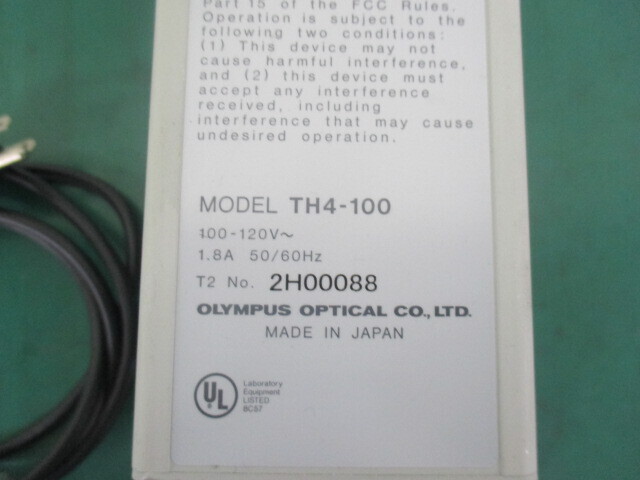 Part 15 of the FCC Rules.
Operation is subject to the
following two conditions:
(1) This device may not
cause harmful interference,
and (2) this device must
accept any interference
received, including
interference that may cause
undesired operation.
MODEL TH4-100
100-120V~
1.8A 50/60Hz
T2 No. 2H00088
OLYMPUS OPTICAL CO., LTD.
MADE IN JAPAN
UL
Laboratory
Equipment
LISTED